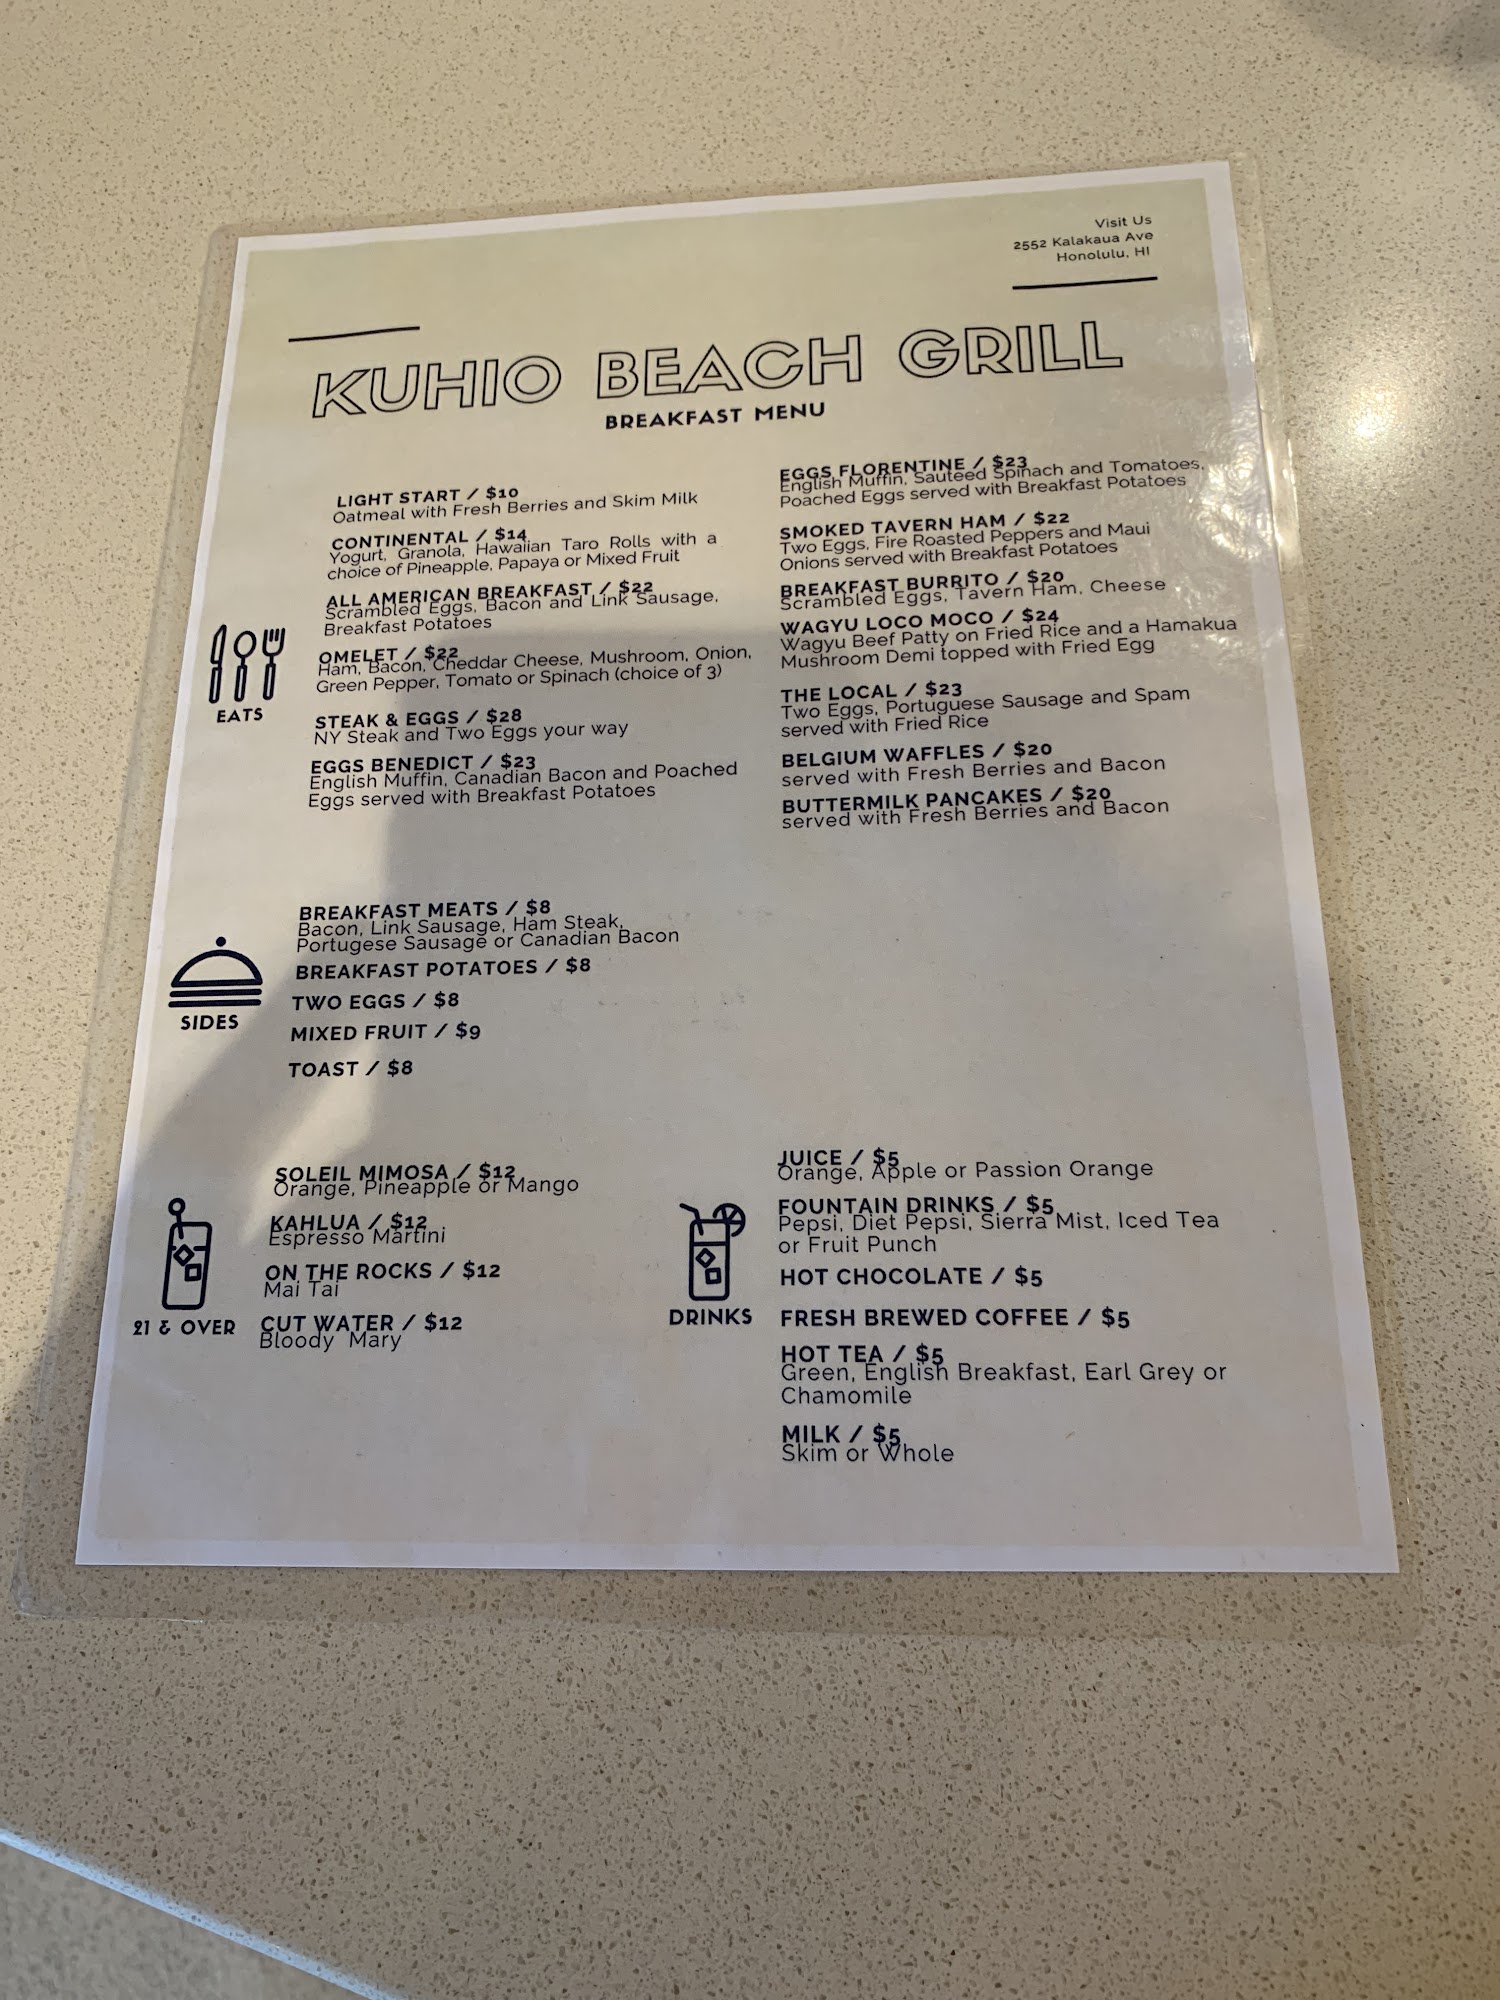 Visit Us
2552 Kalakaua Ave
Honolulu, HI
KUHIO BEACH GRILL
BREAKFAST MENU
LIGHT START / $10
Oatmeal with Fresh Berries and Skim Milk
CONTINENTAL / $14
Yogurt, Granola, Hawaiian Taro Rolls with a
choice of Pineapple, Papaya or Mixed Fruit
ALL AMERICAN BREAKFAST / $22
Scrambled Eggs, Bacon and Link Sausage,
Breakfast Potatoes
OMELET / $22
Ham, Bacon, Cheddar Cheese, Mushroom, Onion,
Green Pepper, Tomato or Spinach (choice of 3)
STEAK & EGGS / $28
NY Steak and Two Eggs your way
EGGS BENEDICT / $23
English Muffin, Canadian Bacon and Poached
Eggs served with Breakfast Potatoes
EATS
EGGS FLORENTINE / $23
English Muffin, Sauteed Spinach and Tomatoes,
Poached Eggs served with Breakfast Potatoes
SMOKED TAVERN HAM / $22
Two Eggs, Fire Roasted Peppers and Maui
Onions served with Breakfast Potatoes
BREAKFAST BURRITO / $20
Scrambled Eggs, Tavern Ham, Cheese
WAGYU LOCO MOCO / $24
Wagyu Beef Patty on Fried Rice and a Hamakua
Mushroom Demi topped with Fried Egg
THE LOCAL / $23
Two Eggs, Portuguese Sausage and Spam
served with Fried Rice
BELGIUM WAFFLES / $20
served with Fresh Berries and Bacon
BUTTERMILK PANCAKES / $20
served with Fresh Berries and Bacon
BREAKFAST MEATS / $8
Bacon, Link Sausage, Ham Steak,
Portugese Sausage or Canadian Bacon
BREAKFAST POTATOES / $8
TWO EGGS / $8
MIXED FRUIT / $9
TOAST / $8
SIDES
SOLEIL MIMOSA / $12
Orange, Pineapple or Mango
KAHLUA / $12
Espresso Martini
ON THE ROCKS / $12
Mai Tai
CUT WATER / $12
Bloody Mary
21 & OVER
JUICE / $5
Orange, Apple or Passion Orange
FOUNTAIN DRINKS / $5
Pepsi, Diet Pepsi, Sierra Mist, Iced Tea
or Fruit Punch
HOT CHOCOLATE / $5
FRESH BREWED COFFEE / $5
HOT TEA / $5
Green, English Breakfast, Earl Grey or
Chamomile
MILK / $5
Skim or Whole
DRINKS